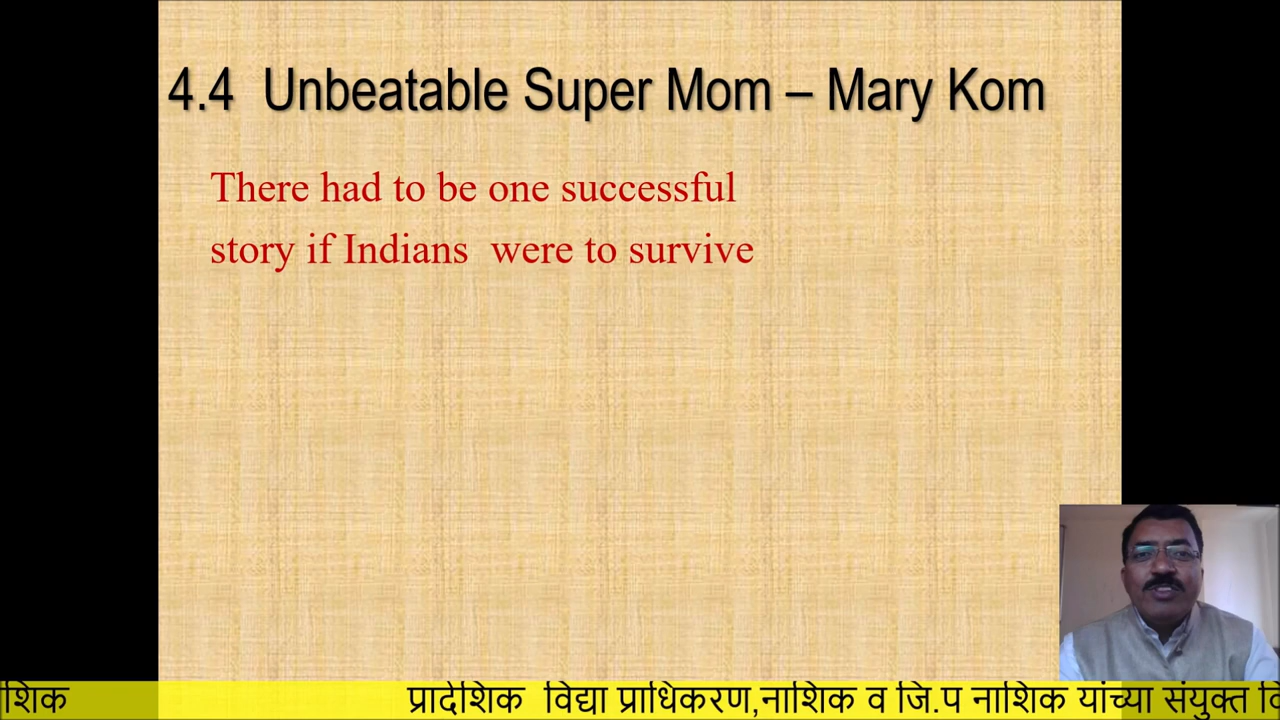 4.4 Unbeatable Super Mom – Mary Kom
There had to be one successful
story if Indians were to survive
प्रादेशिक विद्या प्राधिकरण,नाशिक व जि.प नाशिक यांच्या संयुक्त